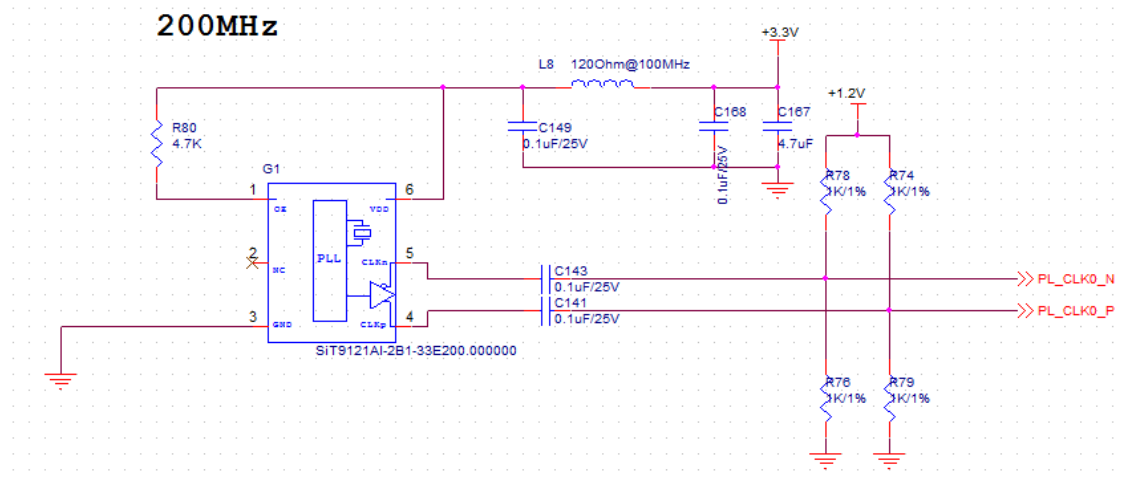 200MHz
+3.3V
L8 120Ohm@100MHz
+1.2V
R80
4.7K
C149
0.1uF/25V
C168
0.1uF/25V
C167
4.7uF
G1
R78
1K/1%
R74
1K/1%
1
OE
6
VDD
2
NC
PLL
5
CLKn
C143
0.1uF/25V
PL_CLK0_N
C141
0.1uF/25V
PL_CLK0_P
3
GND
4
CLKp
SiT9121AI-2B1-33E200.000000
R76
1K/1%
R79
1K/1%